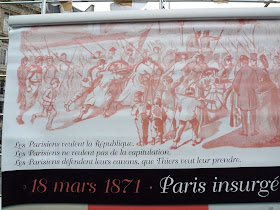 Les Parisiens veulent la République.
Les Parisiens ne veulent pas de la capitulation.
Les Parisiens défendent leurs canons, que Thiers veut leur prendre.
18 mars 1871 · Paris insurgé